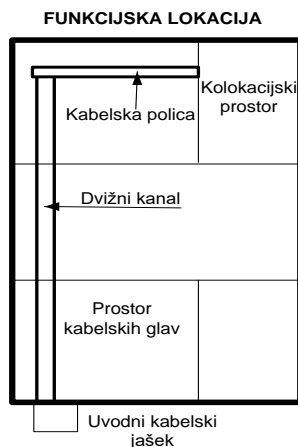 FUNKCIJSKA LOKACIJA
Kolokacijski
prostor
Kabelska polica
Dvižni kanal
Prostor
kabelskih glav
Uvodni kabelski
jašek